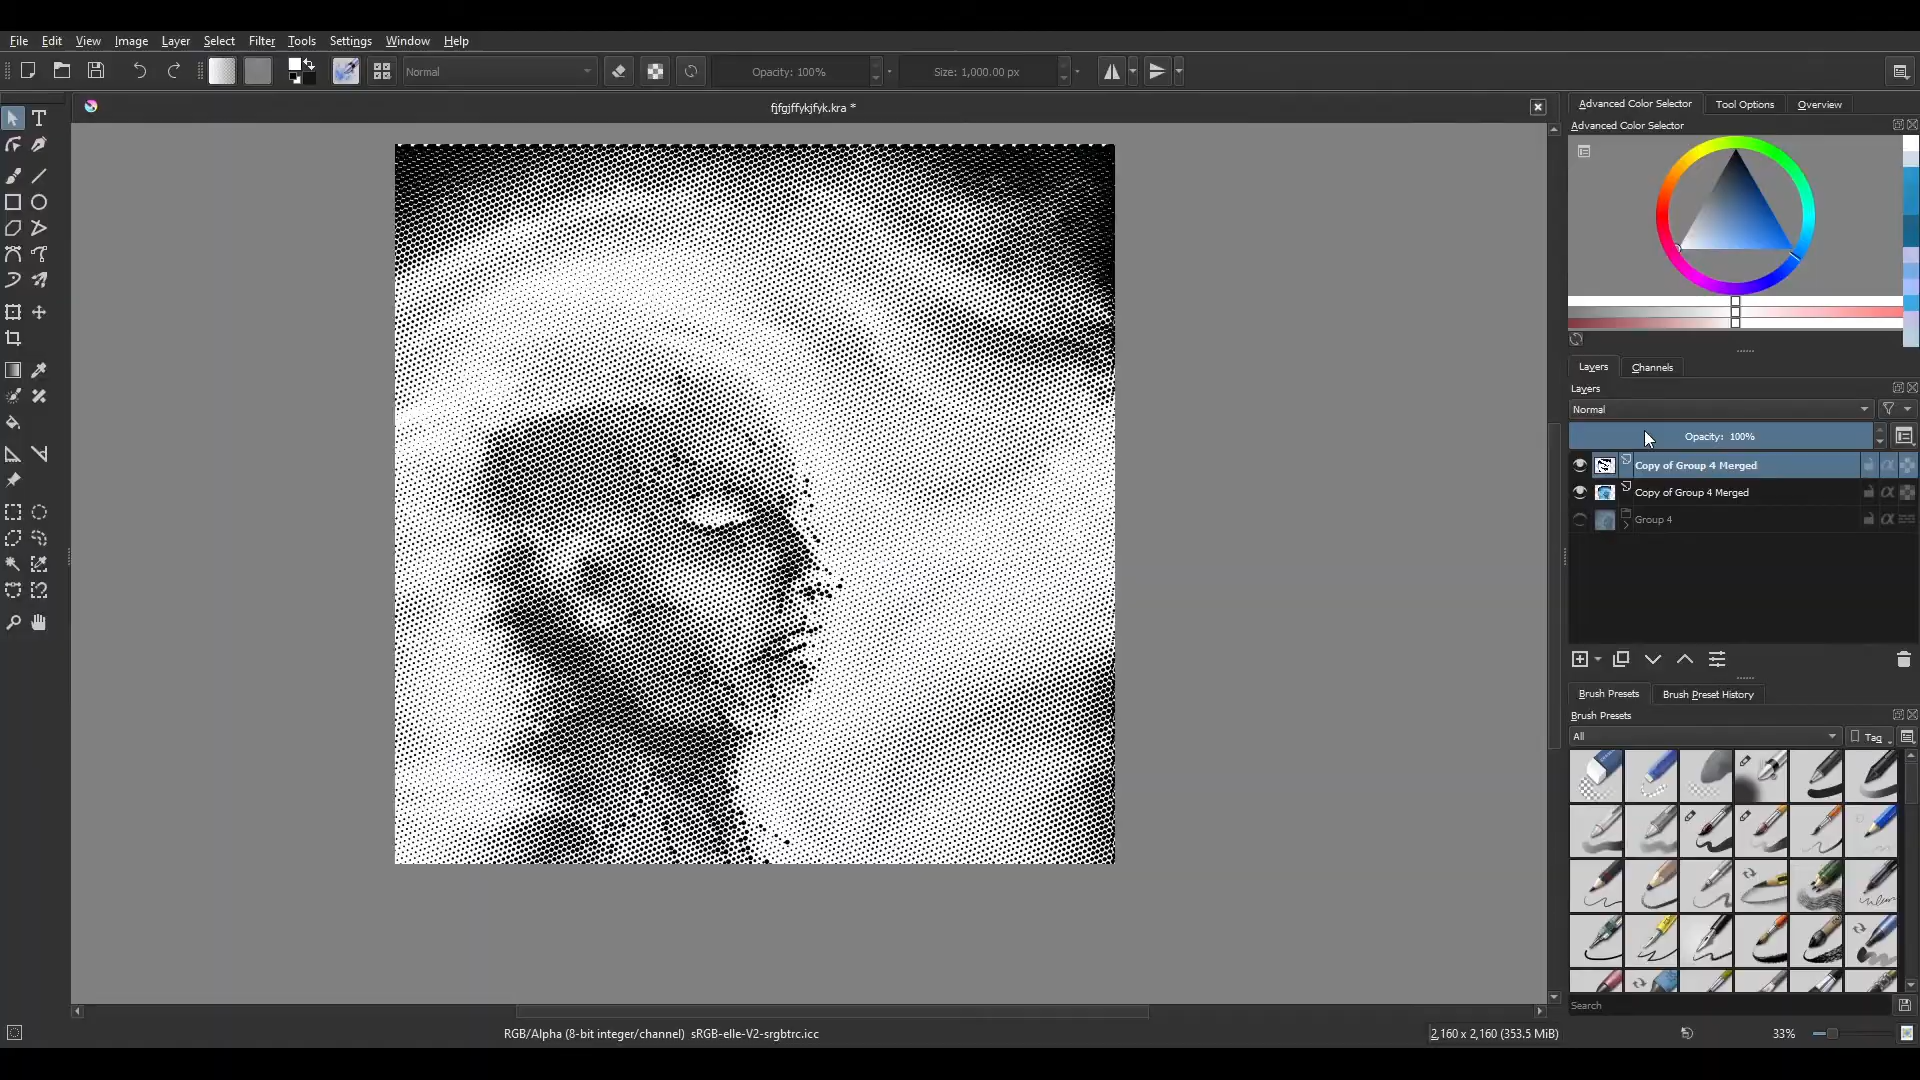 File Edit View Image Layer Select Filter Tools Settings Window Help
Normal
Opacity: 100%
Size: 1,000.00 px
fjfgjffykjfyk.kra *
Advanced Color Selector
Tool Options
Overview
Advanced Color Selector
Layers
Channels
Layers
Normal
Opacity: 100%
Copy of Group 4 Merged
Copy of Group 4 Merged
Group 4
Brush Presets
Brush Preset History
Brush Presets
All
Tag
Search
RGB/Alpha (8-bit integer/channel) sRGB-elle-V2-srgbtrc.icc
2,160 x 2,160 (353.5 MiB)
33%